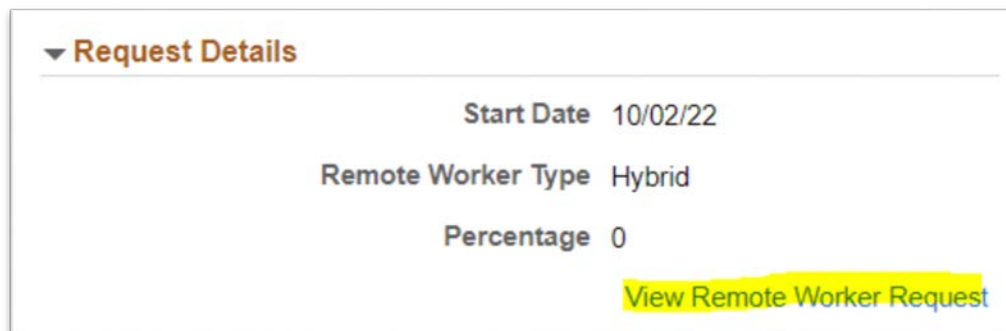 Request Details
Start Date 10/02/22
Remote Worker Type Hybrid
Percentage 0
View Remote Worker Request